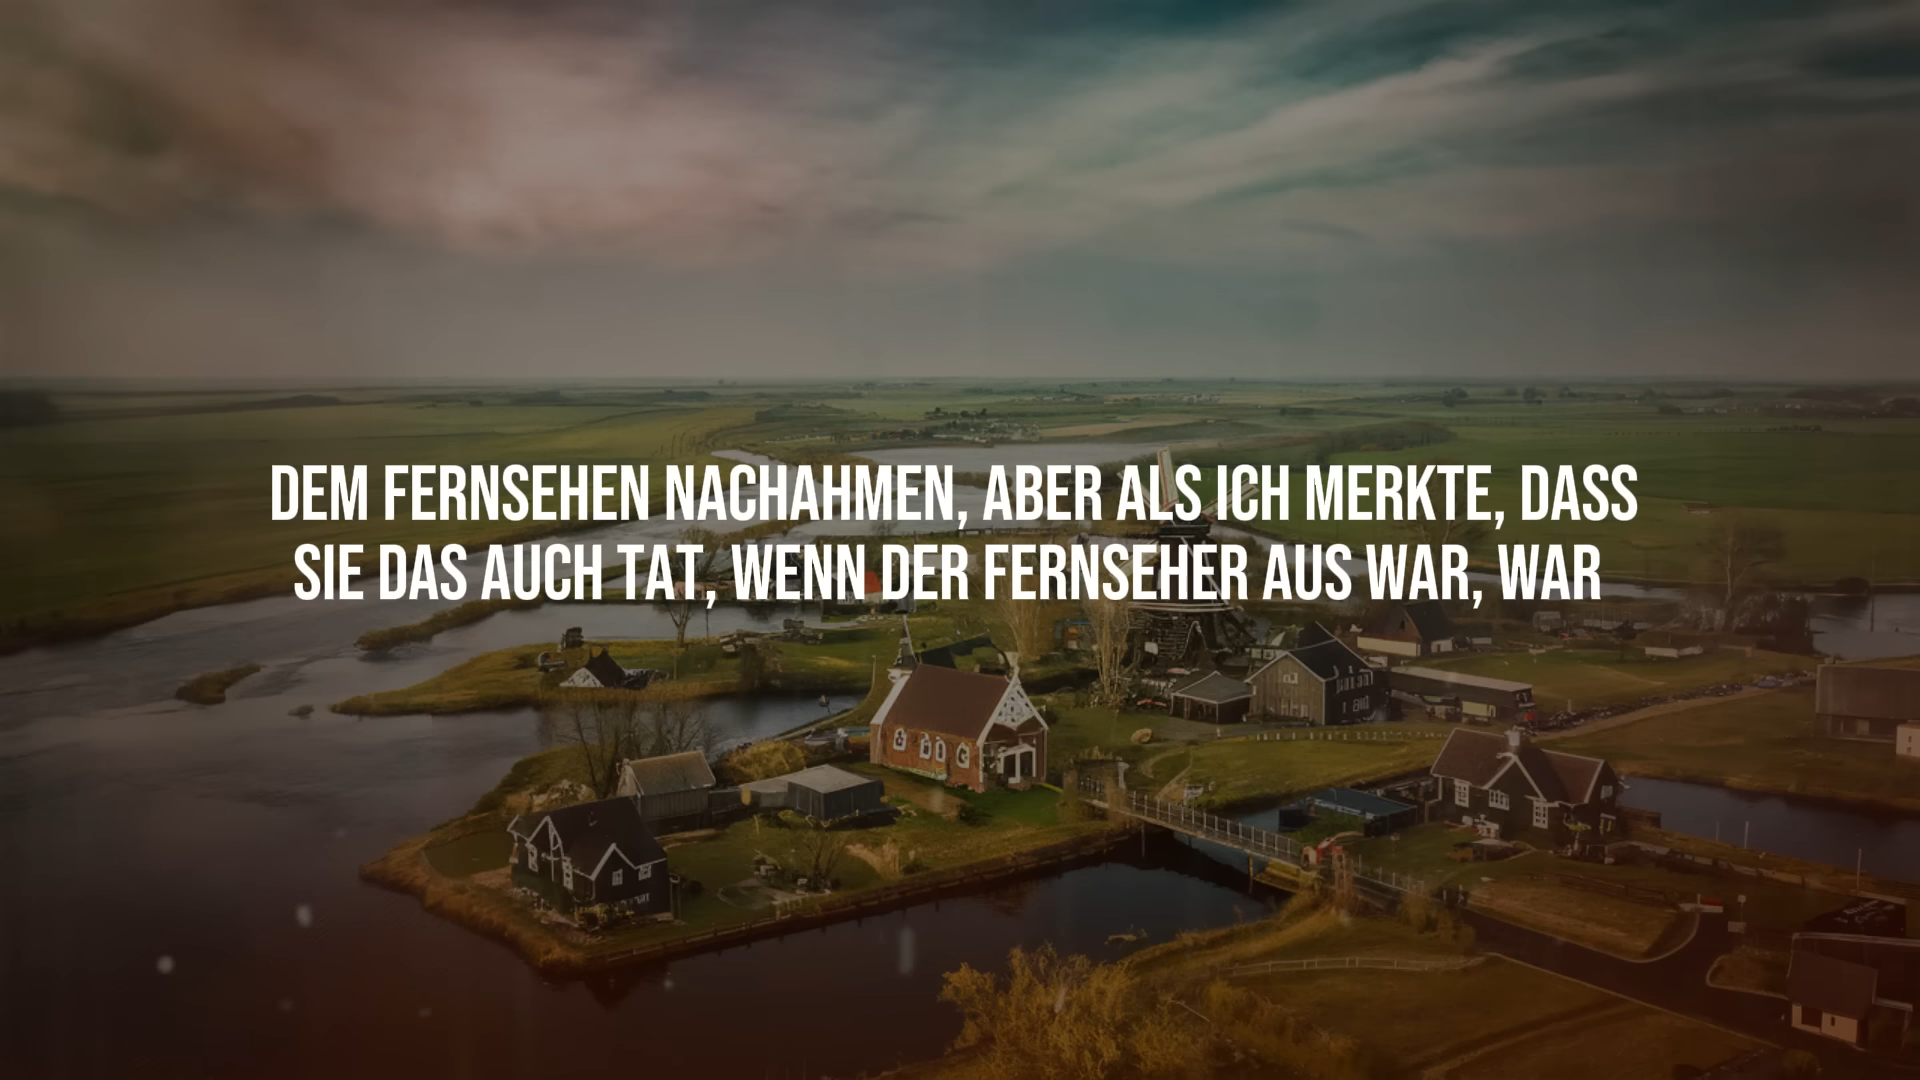 DEM FERNSEHEN NACHAHMEN, ABER ALS ICH MERKTE, DASS
SIE DAS AUCH TAT, WENN DER FERNSEHER AUS WAR, WAR